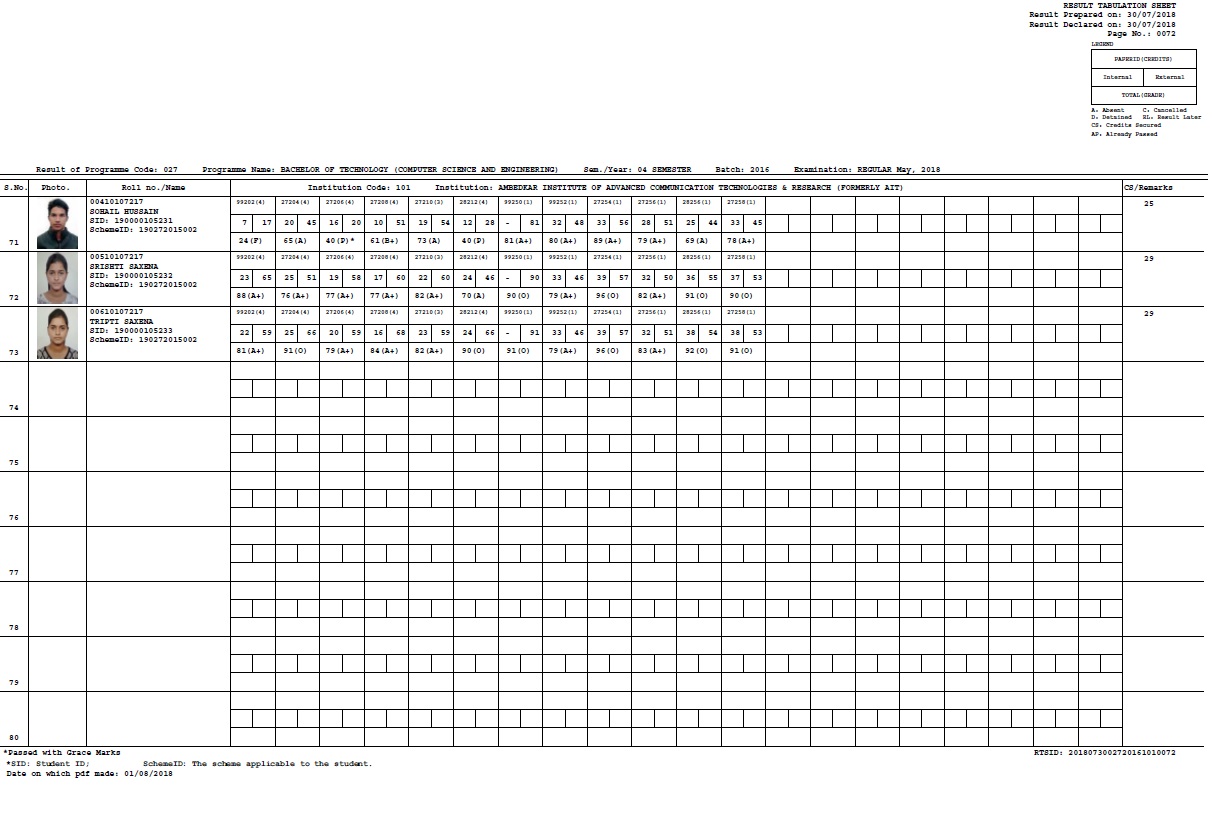 RESULT TABULATION SHEET
Result Prepared on: 30/07/2018
Result Declared on: 30/07/2018
Page No.: 0072
LEGEND
PAPERID(CREDITS)
Internal External
TOTAL(GRADE)
A: Absent C: Cancelled
D: Detained RL: Result Later
CS: Credits Secured
AP: Already Passed
Result of Programme Code: 027 Programme Name: BACHELOR OF TECHNOLOGY (COMPUTER SCIENCE AND ENGINEERING) Sem./Year: 04 SEMESTER Batch: 2016 Examination: REGULAR May, 2018
S.No. Photo. Roll no./Name Institution Code: 101 Institution: AMBEDKAR INSTITUTE OF ADVANCED COMMUNICATION TECHNOLOGIES & RESEARCH (FORMERLY AIT) CS/Remarks
00410107217 99202(4) 27204(4) 27206(4) 27208(4) 27210(3) 28212(4) 99250(1) 99252(1) 27254(1) 27256(1) 28256(1) 27258(1) 25
SOHAIL HUSSAIN
SID: 190000105231 7 17 20 45 16 20 10 51 19 54 12 28 - 81 32 48 33 56 28 51 25 44 33 45
SchemeID: 190272015002
71 24(F) 65(A) 40(P)* 61(B+) 73(A) 40(P) 81(A+) 80(A+) 89(A+) 79(A+) 69(A) 78(A+)
00510107217 99202(4) 27204(4) 27206(4) 27208(4) 27210(3) 28212(4) 99250(1) 99252(1) 27254(1) 27256(1) 28256(1) 27258(1) 29
SRISHTI SAXENA
SID: 190000105232 23 65 25 51 19 58 17 60 22 60 24 46 - 90 33 46 39 57 32 50 36 55 37 53
SchemeID: 190272015002
72 88(A+) 76(A+) 77(A+) 77(A+) 82(A+) 70(A) 90(O) 79(A+) 96(O) 82(A+) 91(O) 90(O)
00610107217 99202(4) 27204(4) 27206(4) 27208(4) 27210(3) 28212(4) 99250(1) 99252(1) 27254(1) 27256(1) 28256(1) 27258(1) 29
TRIPTI SAXENA
SID: 190000105233 22 59 25 66 20 59 16 68 23 59 24 66 - 91 33 46 39 57 32 51 38 54 38 53
SchemeID: 190272015002
73 81(A+) 91(O) 79(A+) 84(A+) 82(A+) 90(O) 91(O) 79(A+) 96(O) 83(A+) 92(O) 91(O)
74
75
76
77
78
79
80
*Passed with Grace Marks RTSID: 2018073002720161010072
*SID: Student ID; SchemeID: The scheme applicable to the student.
Date on which pdf made: 01/08/2018